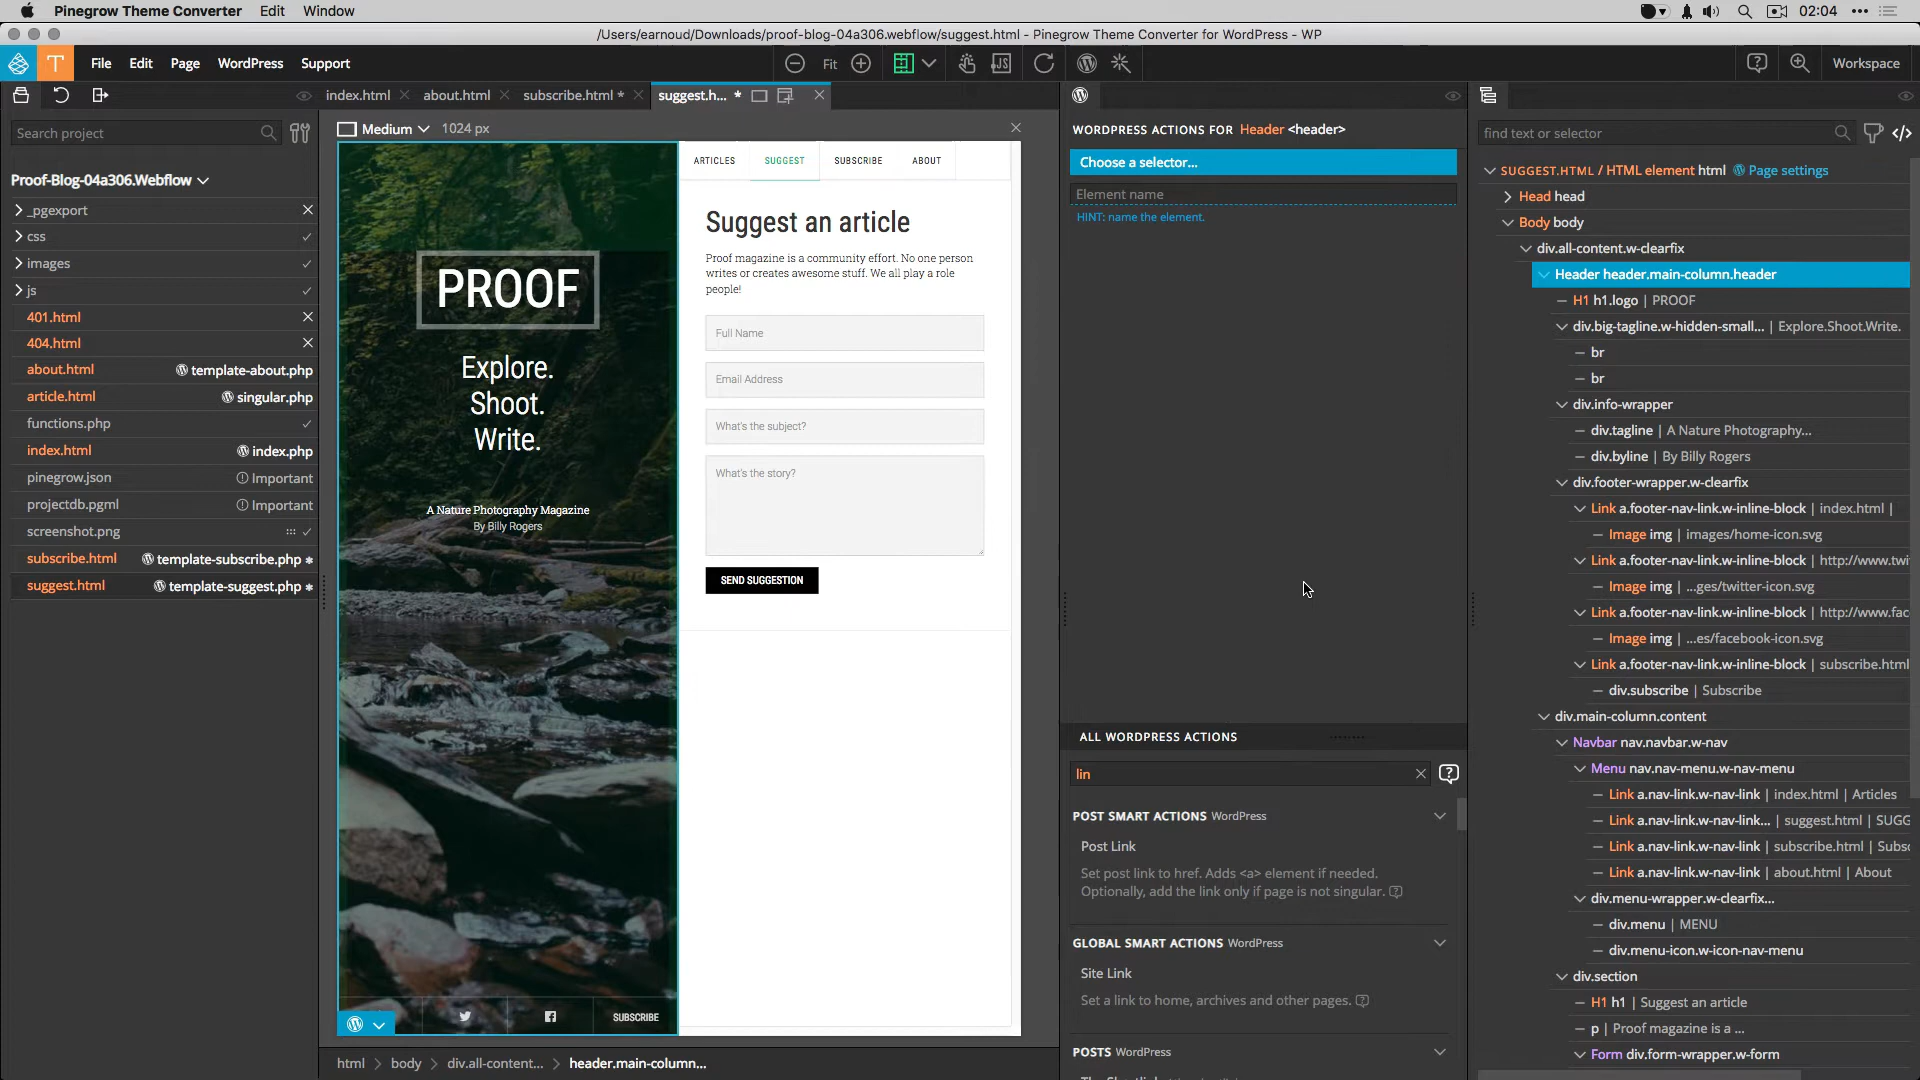 Pinegrow Theme Converter Edit Window 02:04
/Users/earnoud/Downloads/proof-blog-04a306.webflow/suggest.html - Pinegrow Theme Converter for WordPress - WP
T File Edit Page WordPress Support Fit JS Workspace
index.html about.html subscribe.html * suggest.h... *
Search project
Medium 1024 px
Proof-Blog-04a306.Webflow
_pgexport
css
images
js
401.html
404.html
about.html template-about.php
article.html singular.php
functions.php
index.html index.php
pinegrow.json Important
projectdb.pgml Important
screenshot.png
subscribe.html template-subscribe.php *
suggest.html template-suggest.php *
PROOF
Explore.
Shoot.
Write.
A Nature Photography Magazine
By Billy Rogers
SUBSCRIBE
ARTICLES SUGGEST SUBSCRIBE ABOUT
Suggest an article
Proof magazine is a community effort. No one person
writes or creates awesome stuff. We all play a role
people!
Full Name
Email Address
What's the subject?
What's the story?
SEND SUGGESTION
html body div.all-content... header.main-column...
WORDPRESS ACTIONS FOR Header <header>
Choose a selector...
Element name
HINT: name the element.
ALL WORDPRESS ACTIONS
lin
POST SMART ACTIONS WordPress
Post Link
Set post link to href. Adds <a> element if needed.
Optionally, add the link only if page is not singular.
GLOBAL SMART ACTIONS WordPress
Site Link
Set a link to home, archives and other pages.
POSTS WordPress
find text or selector
SUGGEST.HTML / HTML element html Page settings
Head head
Body body
div.all-content.w-clearfix
Header header.main-column.header
H1 h1.logo | PROOF
div.big-tagline.w-hidden-small... | Explore.Shoot.Write.
br
br
div.info-wrapper
div.tagline | A Nature Photography...
div.byline | By Billy Rogers
div.footer-wrapper.w-clearfix
Link a.footer-nav-link.w-inline-block | index.html |
Image img | images/home-icon.svg
Link a.footer-nav-link.w-inline-block | http://www.twi
Image img | ...ges/twitter-icon.svg
Link a.footer-nav-link.w-inline-block | http://www.fac
Image img | ...es/facebook-icon.svg
Link a.footer-nav-link.w-inline-block | subscribe.html
div.subscribe | Subscribe
div.main-column.content
Navbar nav.navbar.w-nav
Menu nav.nav-menu.w-nav-menu
Link a.nav-link.w-nav-link | index.html | Articles
Link a.nav-link.w-nav-link... | suggest.html | SUGG
Link a.nav-link.w-nav-link | subscribe.html | Subsc
Link a.nav-link.w-nav-link | about.html | About
div.menu-wrapper.w-clearfix...
div.menu | MENU
div.menu-icon.w-icon-nav-menu
div.section
H1 h1 | Suggest an article
p | Proof magazine is a ...
Form div.form-wrapper.w-form